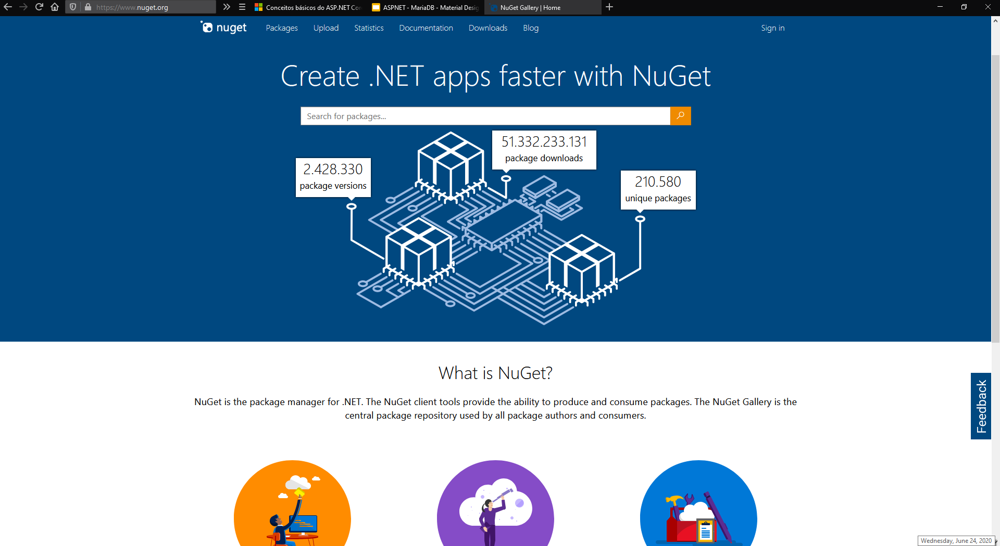 https://www.nuget.org
Conceitos básicos do ASP.NET Cor
ASPNET - MariaDB - Material Desig
NuGet Gallery | Home
nuget
Packages
Upload
Statistics
Documentation
Downloads
Blog
Sign in
Create .NET apps faster with NuGet
Search for packages...
51.332.233.131
package downloads
2.428.330
package versions
210.580
unique packages
What is NuGet?
NuGet is the package manager for .NET. The NuGet client tools provide the ability to produce and consume packages. The NuGet Gallery is the
central package repository used by all package authors and consumers.
Feedback
Wednesday, June 24, 2020